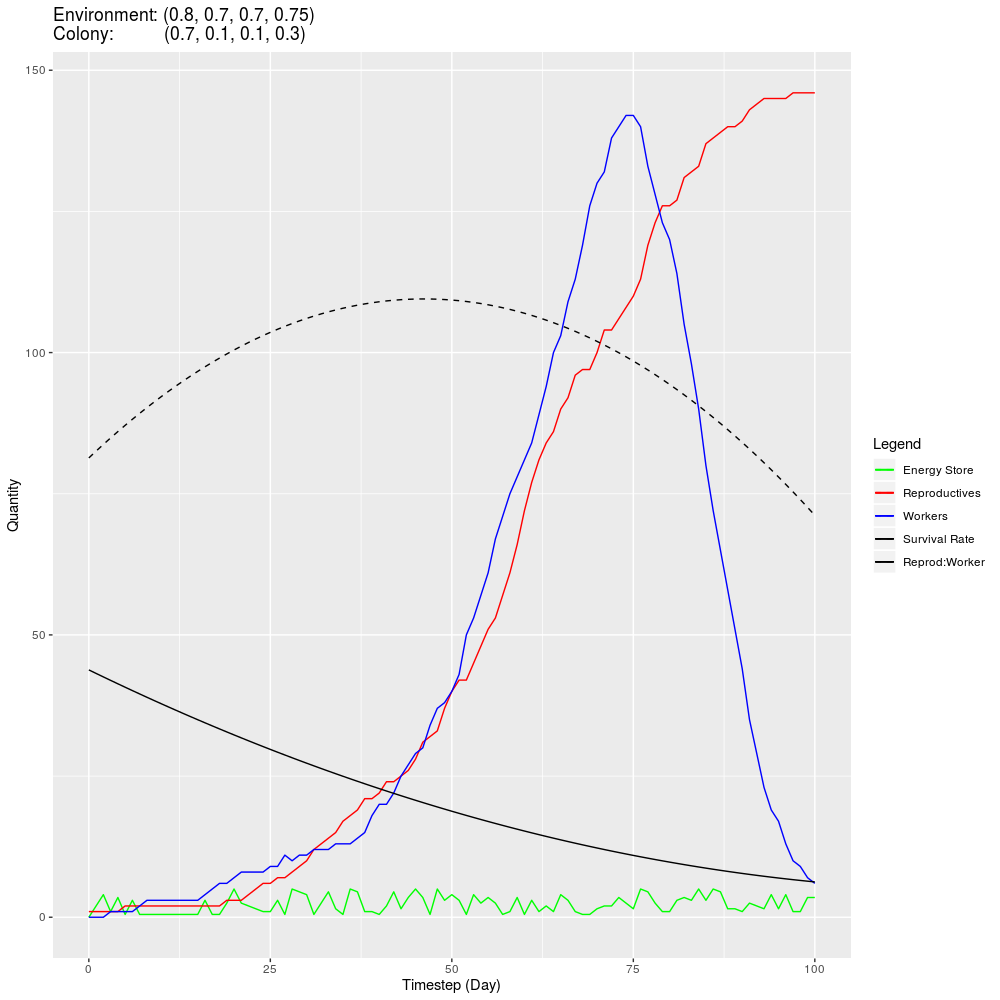 Environment: (0.8, 0.7, 0.7, 0.75)
Colony: (0.7, 0.1, 0.1, 0.3)
150
100
50
0
Quantity
0 25 50 75 100
Timestep (Day)
Legend
Energy Store
Reproductives
Workers
Survival Rate
Reprod:Worker